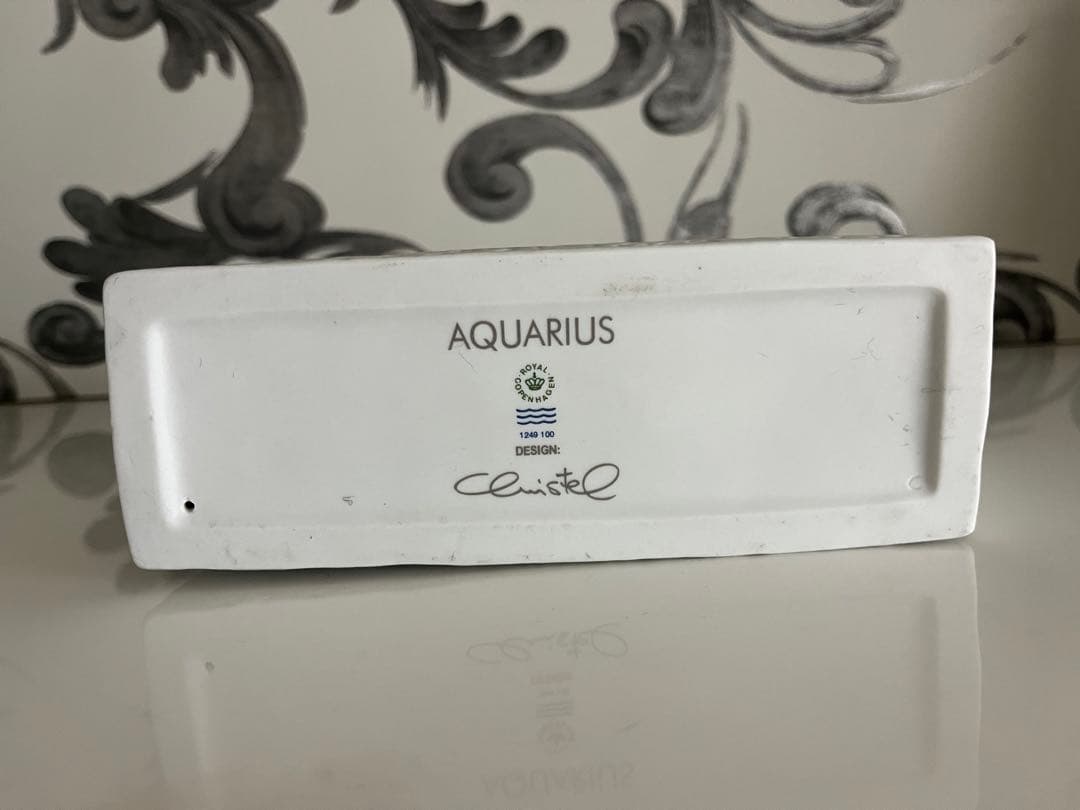 AQUARIUS
ROYAL
COPENHAGEN
1249 100
DESIGN:
Christel